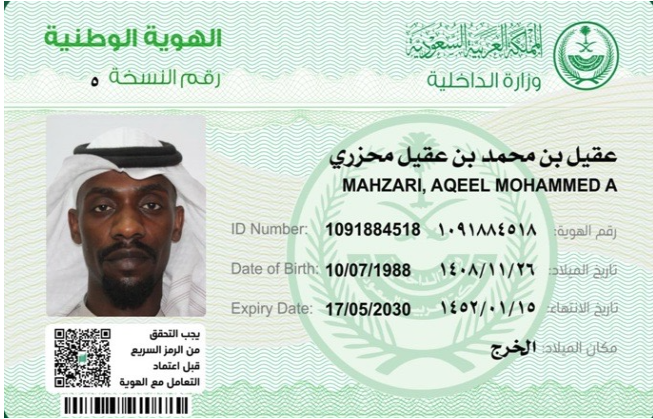 المملكة العربية السعودية
وزارة الداخلية
الهوية الوطنية
رقم النسخة ٥
عقيل بن محمد بن عقيل محزري
MAHZARI, AQEEL MOHAMMED A
رقم الهوية: ١٠٩١٨٨٤٥١٨ ID Number: 1091884518
تاريخ الميلاد: ١٤٠٨/١١/٢٦ Date of Birth: 10/07/1988
تاريخ الانتهاء: ١٤٥٢/٠١/١٥ Expiry Date: 17/05/2030
مكان الميلاد: الخرج
يجب التحقق
من الرمز السريع
قبل اعتماد
التعامل مع الهوية